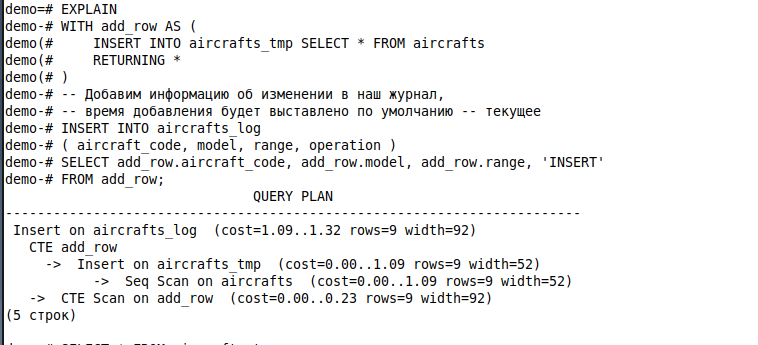 demo=# EXPLAIN
demo-# WITH add_row AS (
demo(#     INSERT INTO aircrafts_tmp SELECT * FROM aircrafts
demo(#     RETURNING *
demo(# )
demo-# -- Добавим информацию об изменении в наш журнал,
demo-# -- время добавления будет выставлено по умолчанию -- текущее
demo-# INSERT INTO aircrafts_log
demo-# ( aircraft_code, model, range, operation )
demo-# SELECT add_row.aircraft_code, add_row.model, add_row.range, 'INSERT'
demo-# FROM add_row;
                               QUERY PLAN
------------------------------------------------------------------------
 Insert on aircrafts_log  (cost=1.09..1.32 rows=9 width=92)
   CTE add_row
     ->  Insert on aircrafts_tmp  (cost=0.00..1.09 rows=9 width=52)
           ->  Seq Scan on aircrafts  (cost=0.00..1.09 rows=9 width=52)
   ->  CTE Scan on add_row  (cost=0.00..0.23 rows=9 width=92)
(5 строк)